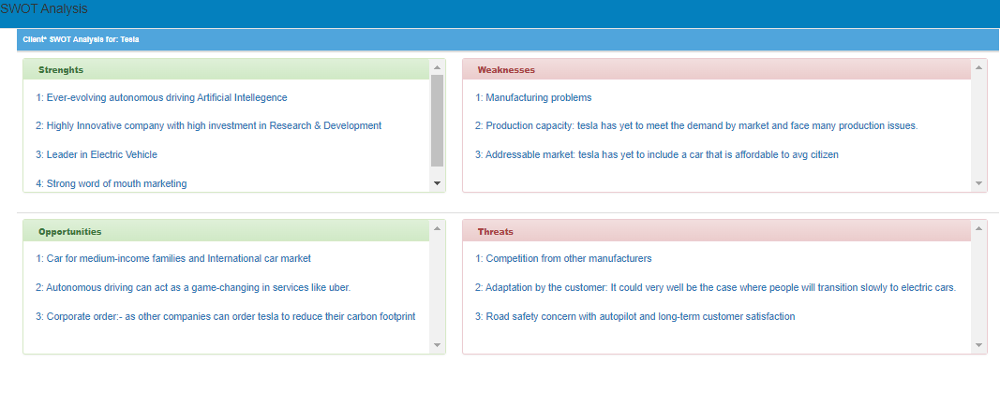 SWOT Analysis
Client* SWOT Analysis for: Tesla
Strenghts
1: Ever-evolving autonomous driving Artificial Intellegence
2: Highly Innovative company with high investment in Research & Development
3: Leader in Electric Vehicle
4: Strong word of mouth marketing
Weaknesses
1: Manufacturing problems
2: Production capacity: tesla has yet to meet the demand by market and face many production issues.
3: Addressable market: tesla has yet to include a car that is affordable to avg citizen
Opportunities
1: Car for medium-income families and International car market
2: Autonomous driving can act as a game-changing in services like uber.
3: Corporate order:- as other companies can order tesla to reduce their carbon footprint
Threats
1: Competition from other manufacturers
2: Adaptation by the customer: It could very well be the case where people will transition slowly to electric cars.
3: Road safety concern with autopilot and long-term customer satisfaction